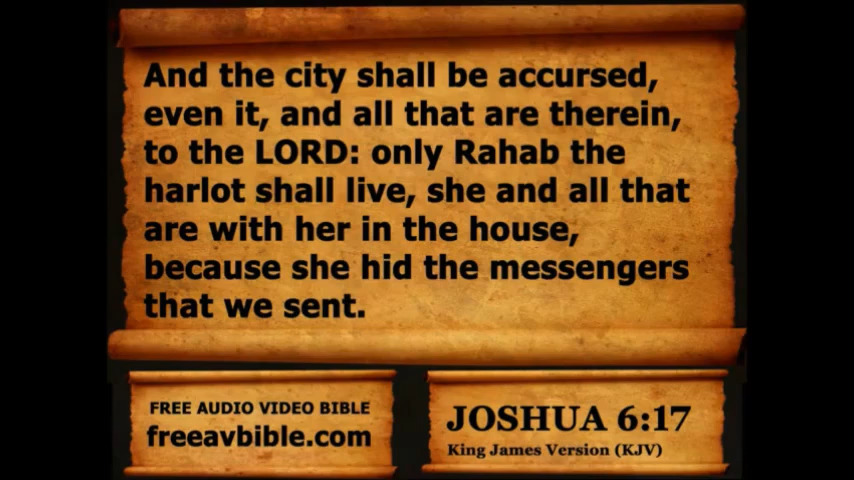 And the city shall be accursed,
even it, and all that are therein,
to the LORD: only Rahab the
harlot shall live, she and all that
are with her in the house,
because she hid the messengers
that we sent.
FREE AUDIO VIDEO BIBLE
freeavbible.com
JOSHUA 6:17
King James Version (KJV)